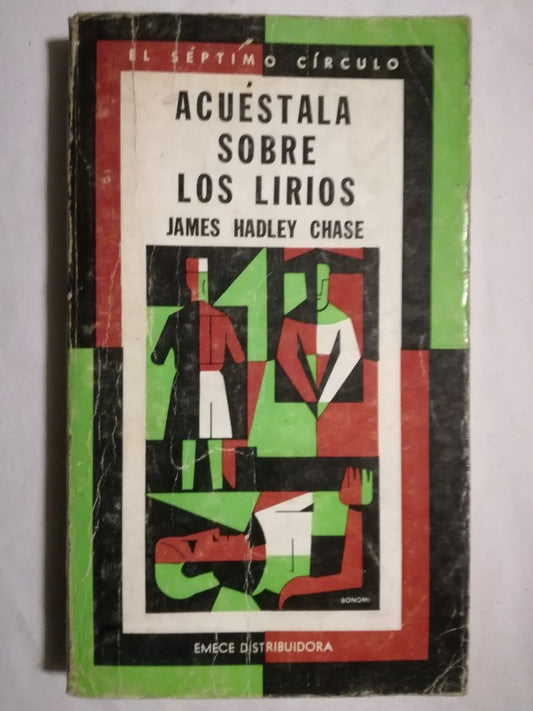 EL SÉPTIMO CÍRCULO
ACUÉSTALA
SOBRE
LOS LIRIOS
JAMES HADLEY CHASE
BONOMI
EMECE DISTRIBUIDORA